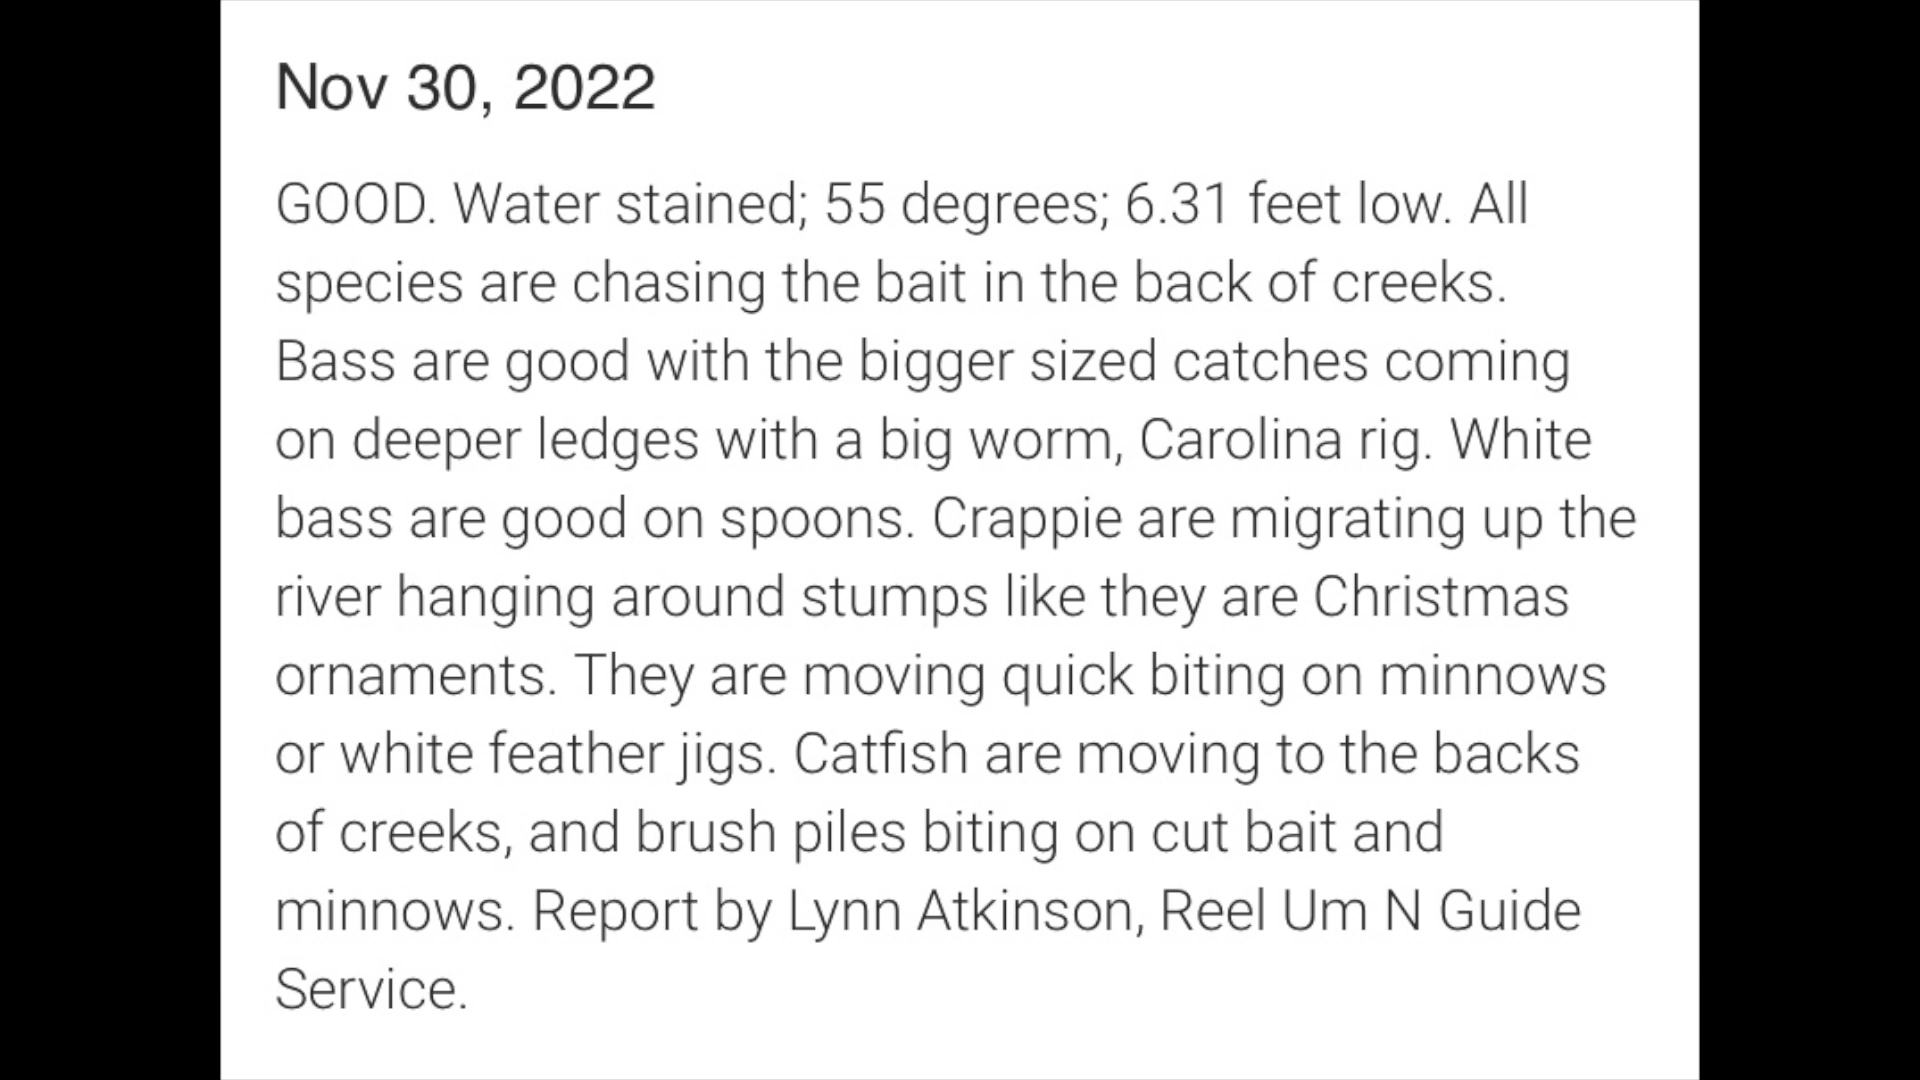 Nov 30, 2022
GOOD. Water stained; 55 degrees; 6.31 feet low. All
species are chasing the bait in the back of creeks.
Bass are good with the bigger sized catches coming
on deeper ledges with a big worm, Carolina rig. White
bass are good on spoons. Crappie are migrating up the
river hanging around stumps like they are Christmas
ornaments. They are moving quick biting on minnows
or white feather jigs. Catfish are moving to the backs
of creeks, and brush piles biting on cut bait and
minnows. Report by Lynn Atkinson, Reel Um N Guide
Service.